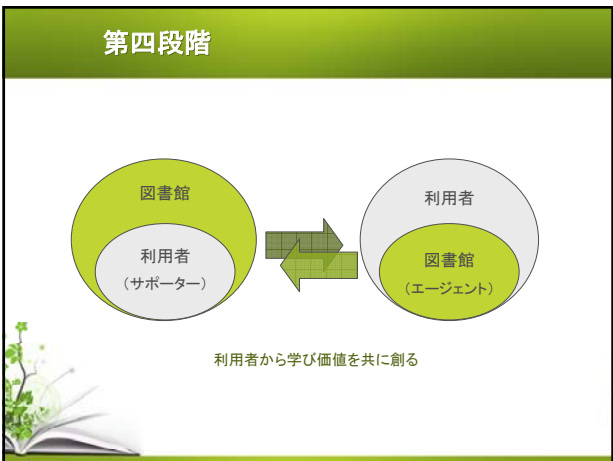 第四段階
図書館
利用者
（サポーター）
利用者
図書館
（エージェント）
利用者から学び価値を共に創る